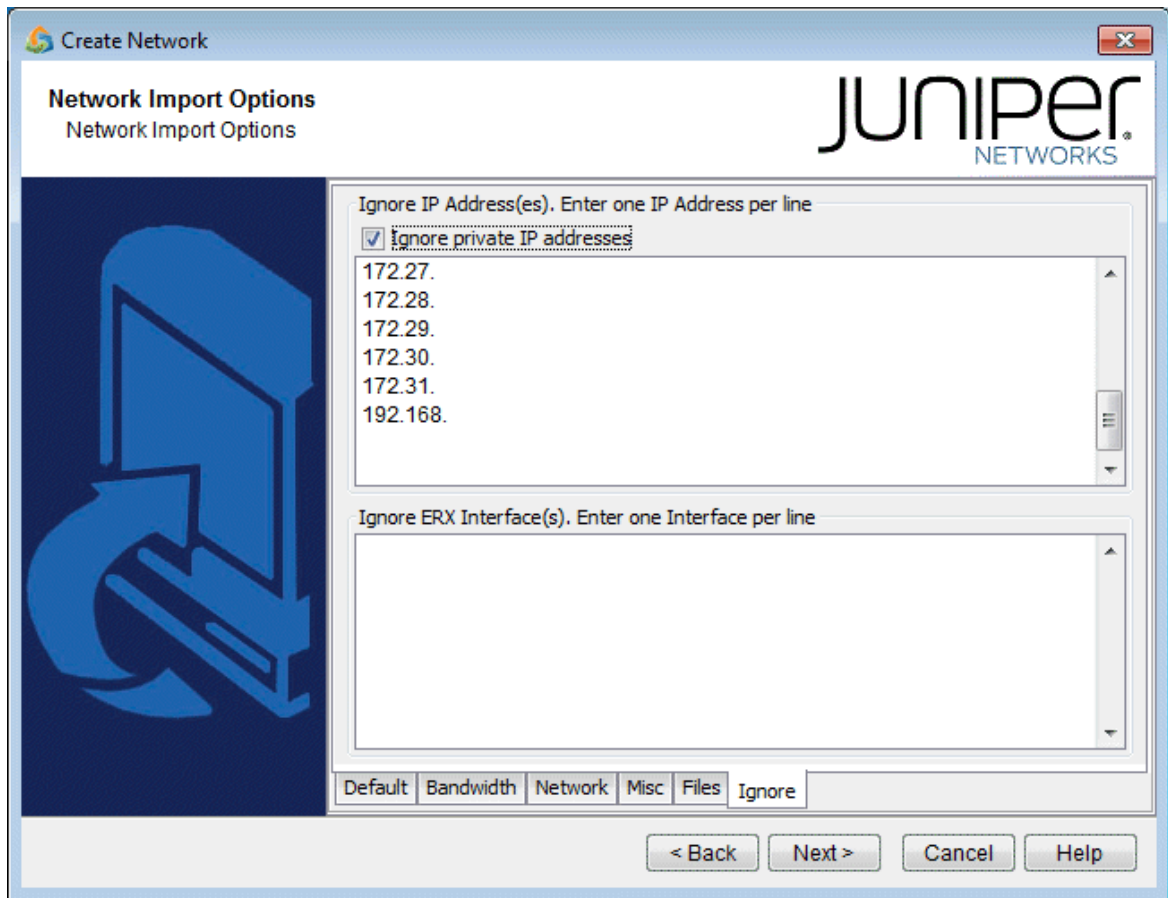 Create Network
Network Import Options
Network Import Options
JUNIPER
NETWORKS
Ignore IP Address(es). Enter one IP Address per line
Ignore private IP addresses
172.27.
172.28.
172.29.
172.30.
172.31.
192.168.
Ignore ERX Interface(s). Enter one Interface per line
Default Bandwidth Network Misc Files Ignore
< Back Next > Cancel Help